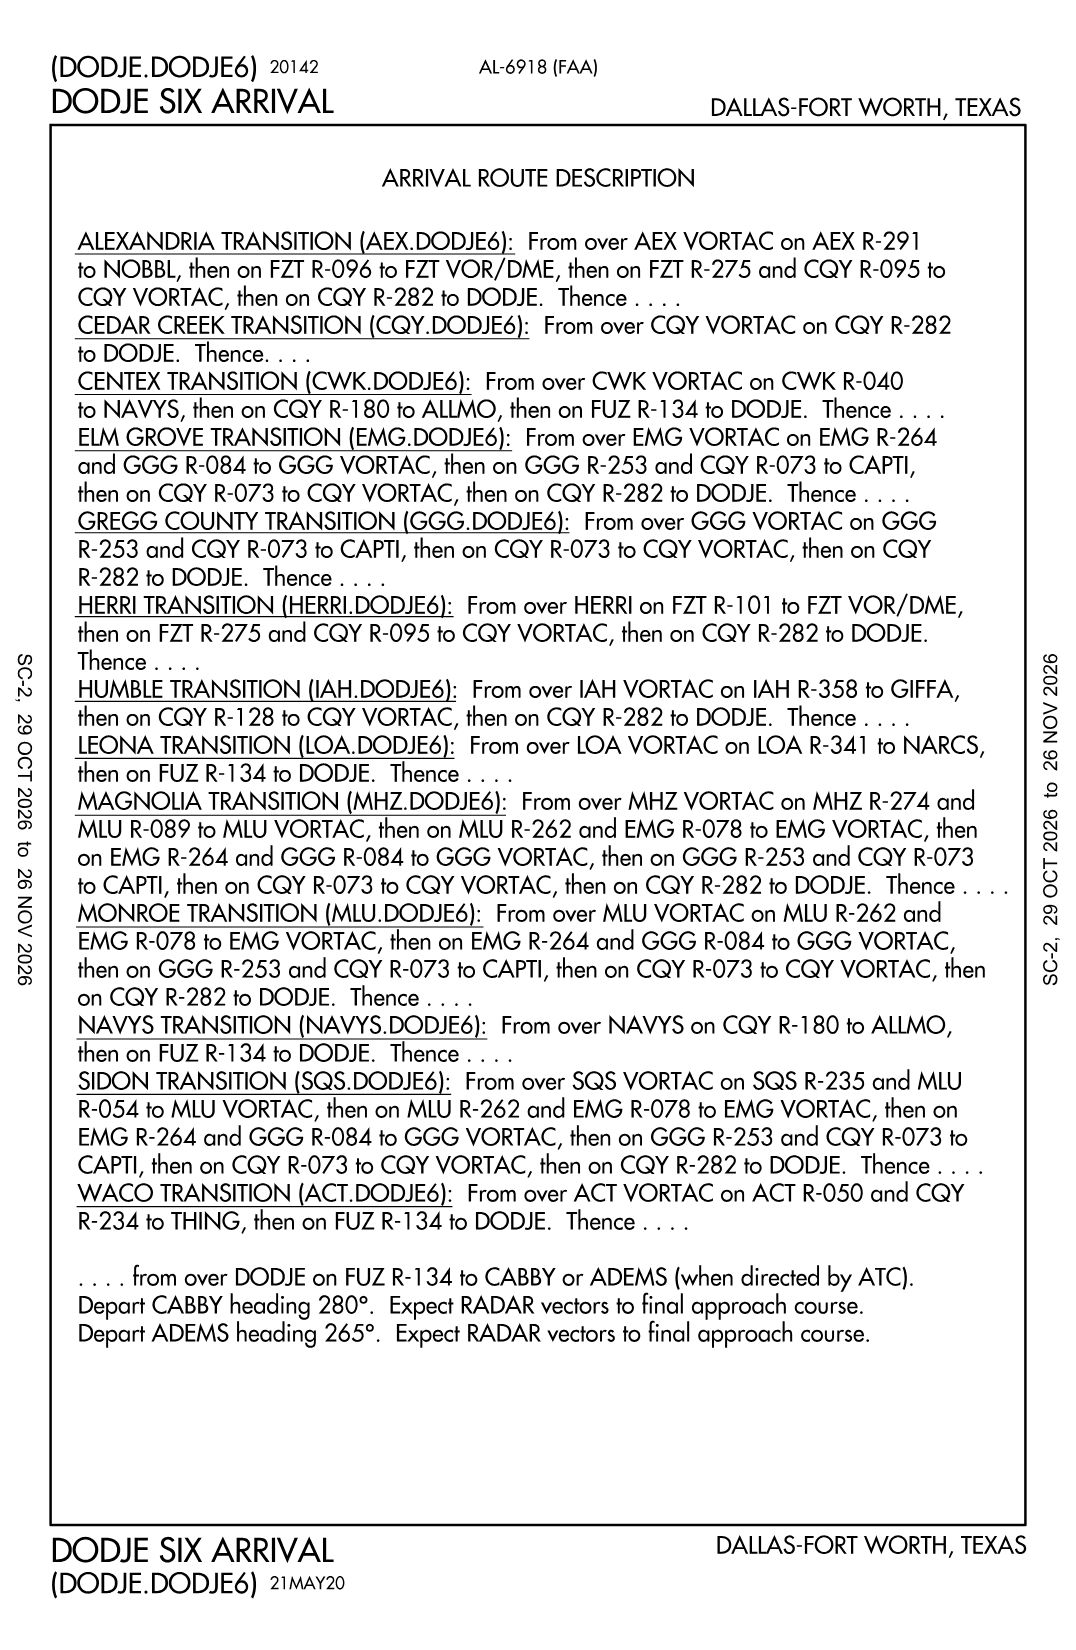 (DODJE.DODJE6) 20142
AL-6918 (FAA)
DODJE SIX ARRIVAL
DALLAS-FORT WORTH, TEXAS
ARRIVAL ROUTE DESCRIPTION
ALEXANDRIA TRANSITION (AEX.DODJE6): From over AEX VORTAC on AEX R-291
to NOBBL, then on FZT R-096 to FZT VOR/DME, then on FZT R-275 and CQY R-095 to
CQY VORTAC, then on CQY R-282 to DODJE. Thence . . . .
CEDAR CREEK TRANSITION (CQY.DODJE6): From over CQY VORTAC on CQY R-282
to DODJE. Thence. . . .
CENTEX TRANSITION (CWK.DODJE6): From over CWK VORTAC on CWK R-040
to NAVYS, then on CQY R-180 to ALLMO, then on FUZ R-134 to DODJE. Thence . . . .
ELM GROVE TRANSITION (EMG.DODJE6): From over EMG VORTAC on EMG R-264
and GGG R-084 to GGG VORTAC, then on GGG R-253 and CQY R-073 to CAPTI,
then on CQY R-073 to CQY VORTAC, then on CQY R-282 to DODJE. Thence . . . .
GREGG COUNTY TRANSITION (GGG.DODJE6): From over GGG VORTAC on GGG
R-253 and CQY R-073 to CAPTI, then on CQY R-073 to CQY VORTAC, then on CQY
R-282 to DODJE. Thence . . . .
HERRI TRANSITION (HERRI.DODJE6): From over HERRI on FZT R-101 to FZT VOR/DME,
then on FZT R-275 and CQY R-095 to CQY VORTAC, then on CQY R-282 to DODJE.
Thence . . . .
HUMBLE TRANSITION (IAH.DODJE6): From over IAH VORTAC on IAH R-358 to GIFFA,
then on CQY R-128 to CQY VORTAC, then on CQY R-282 to DODJE. Thence . . . .
LEONA TRANSITION (LOA.DODJE6): From over LOA VORTAC on LOA R-341 to NARCS,
then on FUZ R-134 to DODJE. Thence . . . .
MAGNOLIA TRANSITION (MHZ.DODJE6): From over MHZ VORTAC on MHZ R-274 and
MLU R-089 to MLU VORTAC, then on MLU R-262 and EMG R-078 to EMG VORTAC, then
on EMG R-264 and GGG R-084 to GGG VORTAC, then on GGG R-253 and CQY R-073
to CAPTI, then on CQY R-073 to CQY VORTAC, then on CQY R-282 to DODJE. Thence . . . .
MONROE TRANSITION (MLU.DODJE6): From over MLU VORTAC on MLU R-262 and
EMG R-078 to EMG VORTAC, then on EMG R-264 and GGG R-084 to GGG VORTAC,
then on GGG R-253 and CQY R-073 to CAPTI, then on CQY R-073 to CQY VORTAC, then
on CQY R-282 to DODJE. Thence . . . .
NAVYS TRANSITION (NAVYS.DODJE6): From over NAVYS on CQY R-180 to ALLMO,
then on FUZ R-134 to DODJE. Thence . . . .
SIDON TRANSITION (SQS.DODJE6): From over SQS VORTAC on SQS R-235 and MLU
R-054 to MLU VORTAC, then on MLU R-262 and EMG R-078 to EMG VORTAC, then on
EMG R-264 and GGG R-084 to GGG VORTAC, then on GGG R-253 and CQY R-073 to
CAPTI, then on CQY R-073 to CQY VORTAC, then on CQY R-282 to DODJE. Thence . . . .
WACO TRANSITION (ACT.DODJE6): From over ACT VORTAC on ACT R-050 and CQY
R-234 to THING, then on FUZ R-134 to DODJE. Thence . . . .
. . . . from over DODJE on FUZ R-134 to CABBY or ADEMS (when directed by ATC).
Depart CABBY heading 280°. Expect RADAR vectors to final approach course.
Depart ADEMS heading 265°. Expect RADAR vectors to final approach course.
SC-2, 29 OCT 2026 to 26 NOV 2026
SC-2, 29 OCT 2026 to 26 NOV 2026
DODJE SIX ARRIVAL
DALLAS-FORT WORTH, TEXAS
(DODJE.DODJE6) 21MAY20